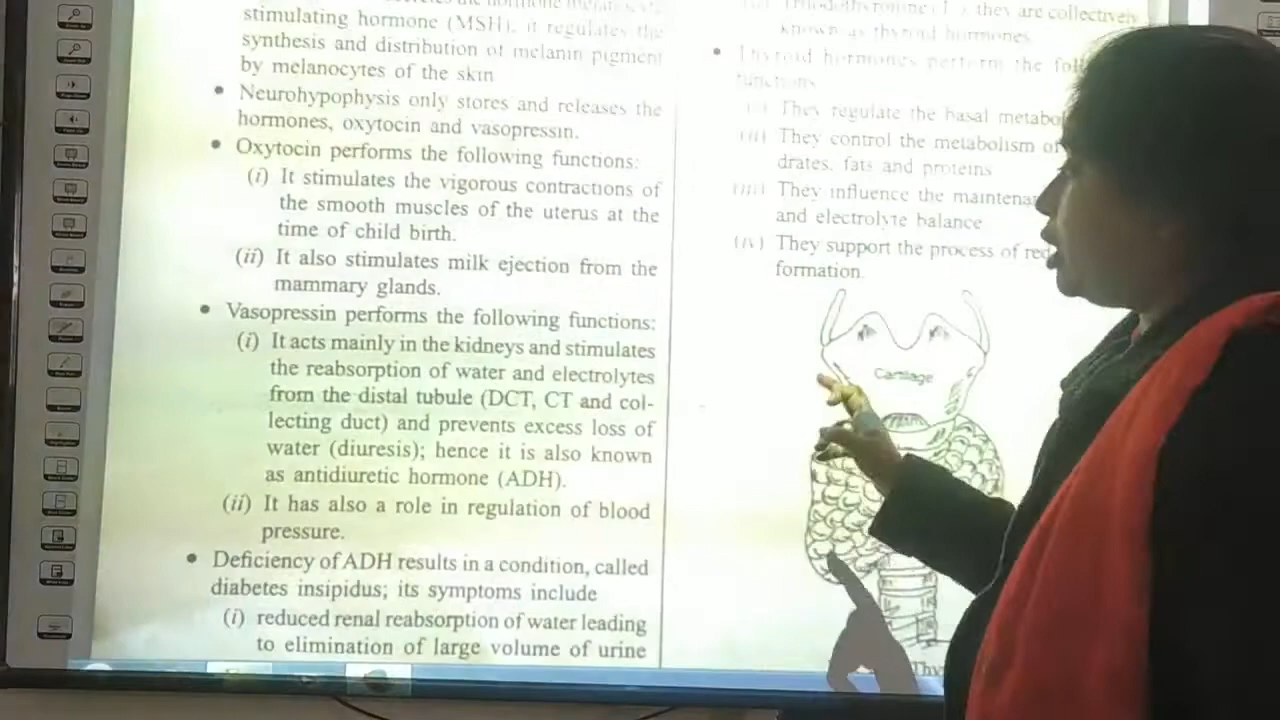 stimulating hormone (MSH), it regulates the
synthesis and distribution of melanin pigment
by melanocytes of the skin
• Neurohypophysis only stores and releases the
hormones, oxytocin and vasopressin.
• Oxytocin performs the following functions:
(i) It stimulates the vigorous contractions of
the smooth muscles of the uterus at the
time of child birth.
(ii) It also stimulates milk ejection from the
mammary glands.
• Vasopressin performs the following functions:
(i) It acts mainly in the kidneys and stimulates
the reabsorption of water and electrolytes
from the distal tubule (DCT, CT and col-
lecting duct) and prevents excess loss of
water (diuresis); hence it is also known
as antidiuretic hormone (ADH).
(ii) It has also a role in regulation of blood
pressure.
• Deficiency of ADH results in a condition, called
diabetes insipidus; its symptoms include
(i) reduced renal reabsorption of water leading
to elimination of large volume of urine
they are collectively
known as thyroid hormones.
• Thyroid hormones perform the
functions
They regulate the basal
(ii) They control the metabolism of
drates, fats and proteins
(iii) They influence the
and electrolyte balance
(iv) They support the process of
formation.
Cartilage